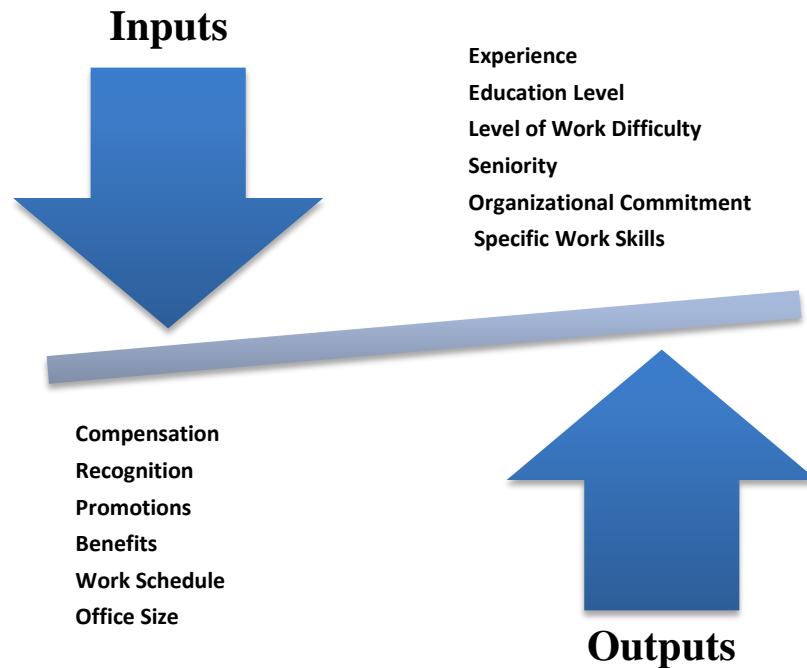 Inputs
Experience
Education Level
Level of Work Difficulty
Seniority
Organizational Commitment
Specific Work Skills
Compensation
Recognition
Promotions
Benefits
Work Schedule
Office Size
Outputs